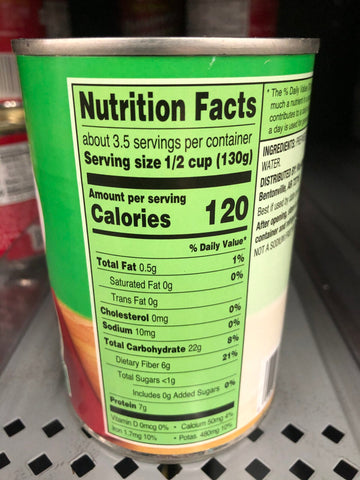 Nutrition Facts
about 3.5 servings per container
Serving size 1/2 cup (130g)
Amount per serving
Calories 120
% Daily Value*
Total Fat 0.5g 1%
Saturated Fat 0g 0%
Trans Fat 0g
Cholesterol 0mg 0%
Sodium 10mg 0%
Total Carbohydrate 22g 8%
Dietary Fiber 6g 21%
Total Sugars <1g
Includes 0g Added Sugars 0%
Protein 7g
Vitamin D 0mcg 0% • Calcium 50mg 4%
Iron 1.7mg 10% • Potas. 480mg 10%
* The % Daily Value
much a nutrient
contributes to a
a day is used
INGREDIENTS:
WATER.
DISTRIBUTED BY:
Bentonville, AR
Best if used by
After opening,
container and
NOT A SODIUM